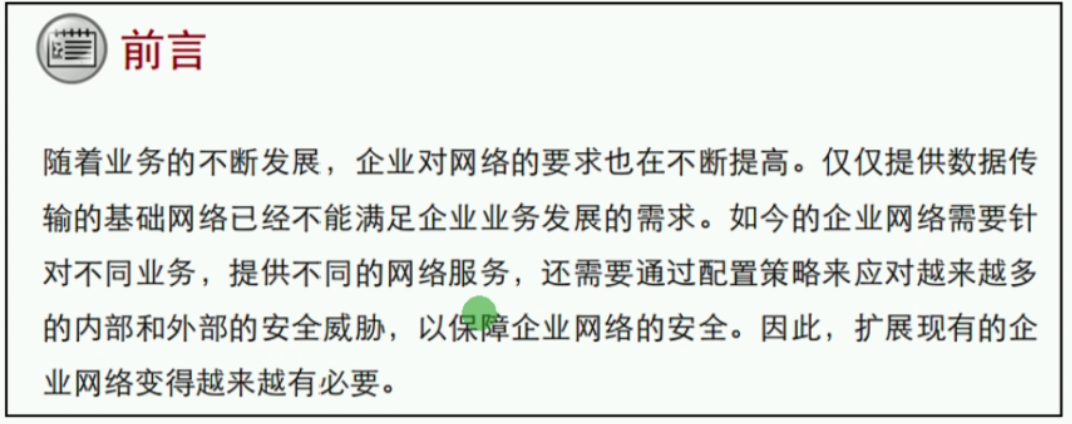 前言
随着业务的不断发展，企业对网络的要求也在不断提高。仅仅提供数据传
输的基础网络已经不能满足企业业务发展的需求。如今的企业网络需要针
对不同业务，提供不同的网络服务，还需要通过配置策略来应对越来越多
的内部和外部的安全威胁，以保障企业网络的安全。因此，扩展现有的企
业网络变得越来越有必要。